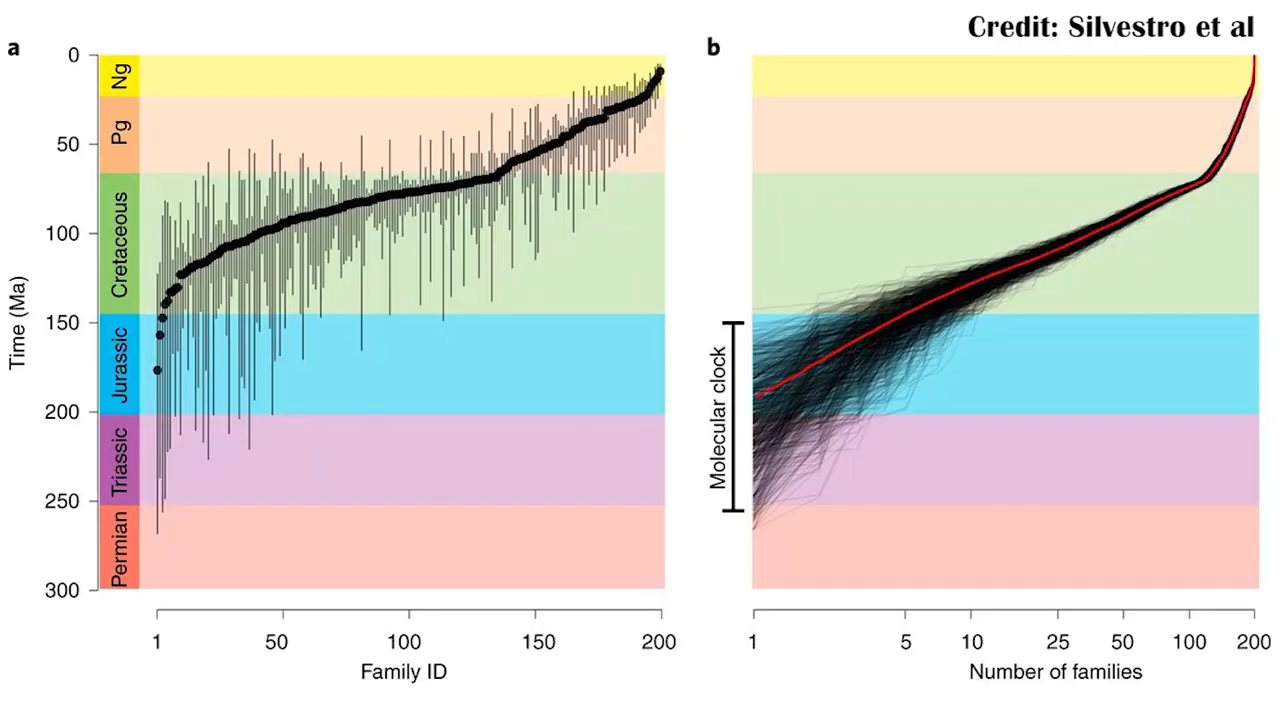 Credit: Silvestro et al
a
b
0
50
100
150
200
250
300
Time (Ma)
Ng
Pg
Cretaceous
Jurassic
Triassic
Permian
1 50 100 150 200
Family ID
Molecular clock
1 5 10 25 50 100 200
Number of families